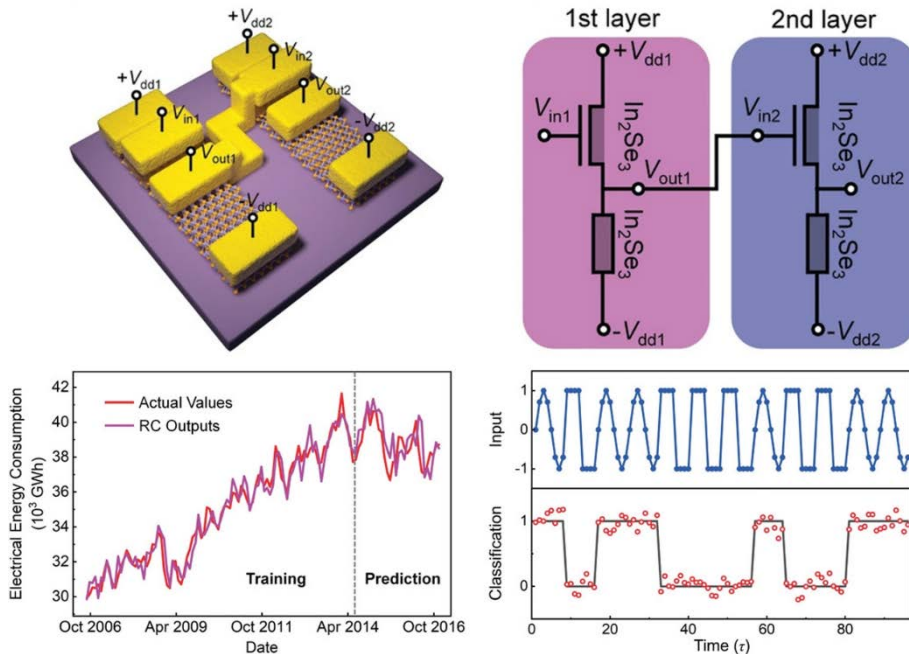 +Vdd2
Vin2
+Vdd1
Vin1
Vout2
-Vdd2
Vout1
-Vdd1
1st layer
2nd layer
+Vdd1
+Vdd2
Vin1
In2Se3
Vin2
In2Se3
Vout1
Vout2
In2Se3
In2Se3
-Vdd1
-Vdd2
Electrical Energy Consumption
(10³ GWh)
42
40
38
36
34
32
30
Actual Values
RC Outputs
Training
Prediction
Oct 2006
Apr 2009
Oct 2011
Apr 2014
Oct 2016
Date
Input
1
0
-1
Classification
1
0
0
20
40
60
80
Time (τ)